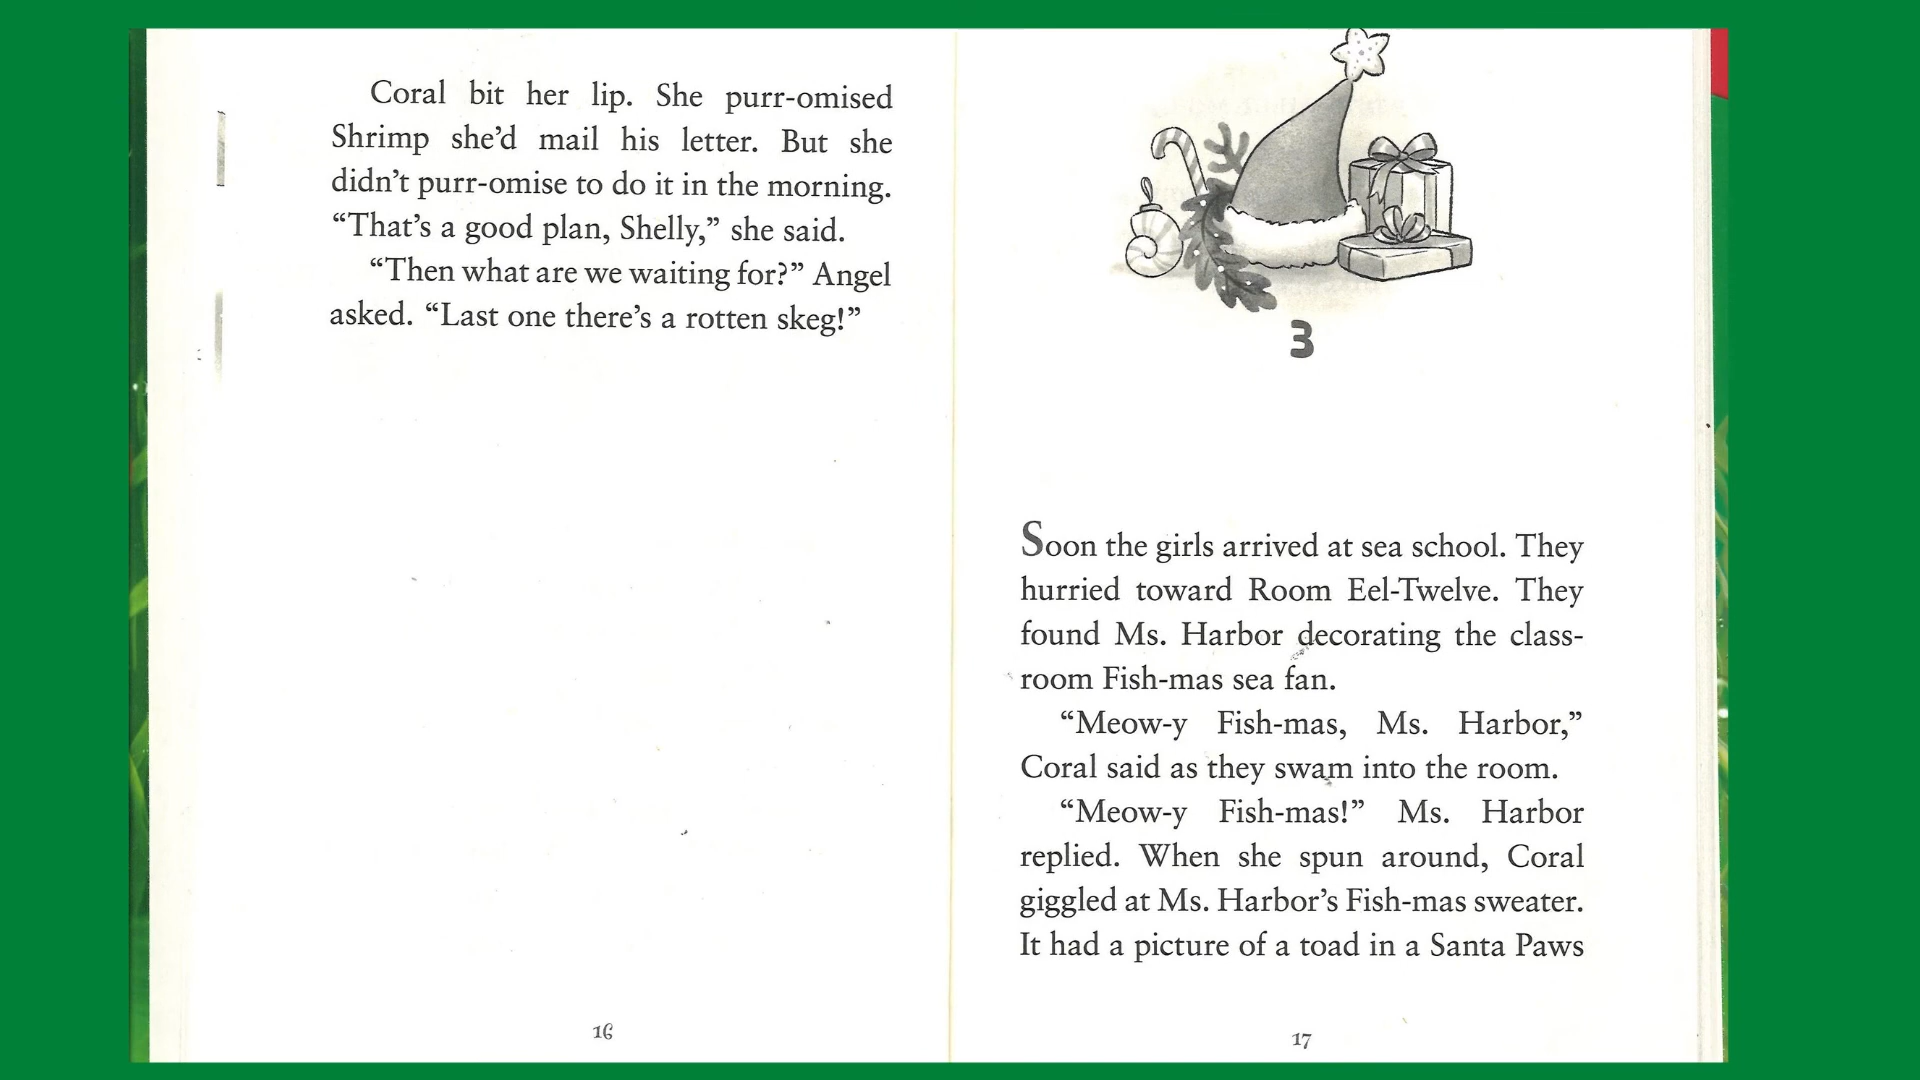 Coral bit her lip. She purr-omised
Shrimp she’d mail his letter. But she
didn’t purr-omise to do it in the morning.
“That’s a good plan, Shelly,” she said.
“Then what are we waiting for?” Angel
asked. “Last one there’s a rotten skeg!”
16
3
Soon the girls arrived at sea school. They
hurried toward Room Eel-Twelve. They
found Ms. Harbor decorating the class-
room Fish-mas sea fan.
“Meow-y Fish-mas, Ms. Harbor,”
Coral said as they swam into the room.
“Meow-y Fish-mas!” Ms. Harbor
replied. When she spun around, Coral
giggled at Ms. Harbor’s Fish-mas sweater.
It had a picture of a toad in a Santa Paws
17